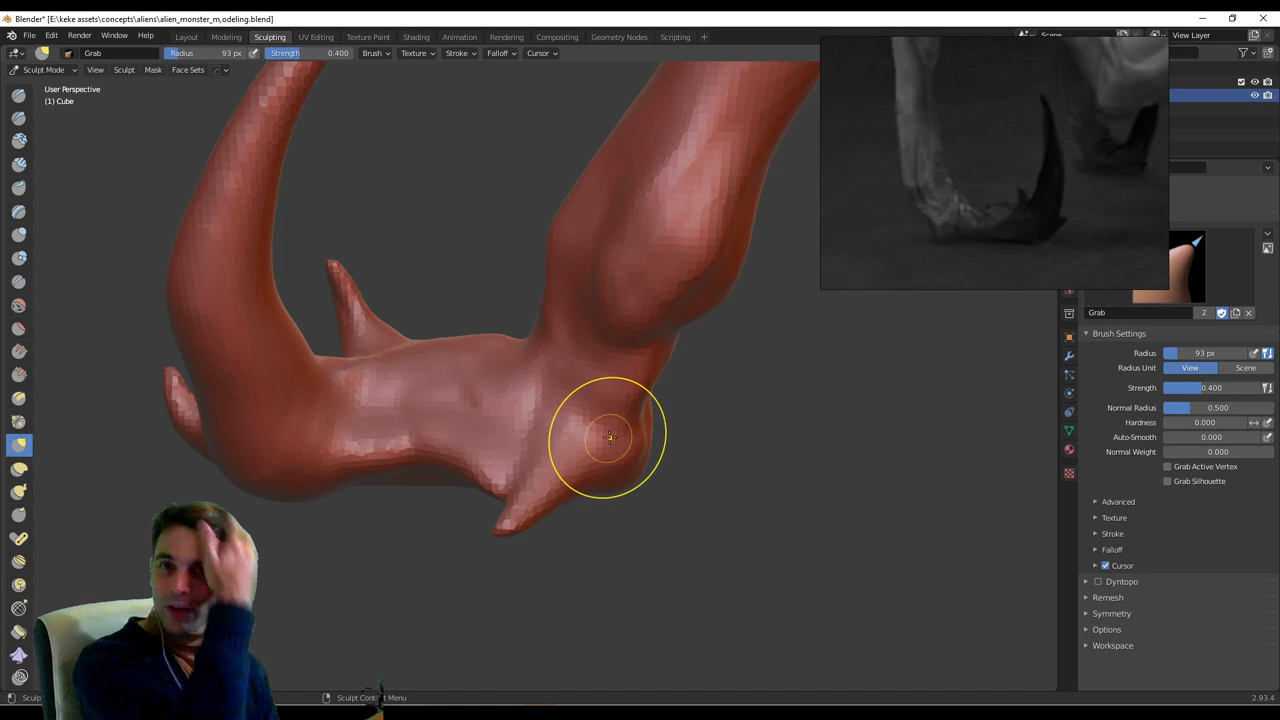 Blender* [E:\keke assets\concepts\aliens\alien_monster_m,odeling.blend]
File Edit Render Window Help Layout Modeling Sculpting UV Editing Texture Paint Shading Animation Rendering Compositing Geometry Nodes Scripting + Scene View Layer
Grab Radius 93 px Strength 0.400 Brush Texture Stroke Falloff Cursor
Sculpt Mode View Sculpt Mask Face Sets
User Perspective
(1) Cube
Grab 2
Brush Settings
Radius 93 px
Radius Unit View Scene
Strength 0.400
Normal Radius 0.500
Hardness 0.000
Auto-Smooth 0.000
Normal Weight 0.000
Grab Active Vertex
Grab Silhouette
Advanced
Texture
Stroke
Falloff
Cursor
Dyntopo
Remesh
Symmetry
Options
Workspace
Sculpt Context Menu 2.93.4